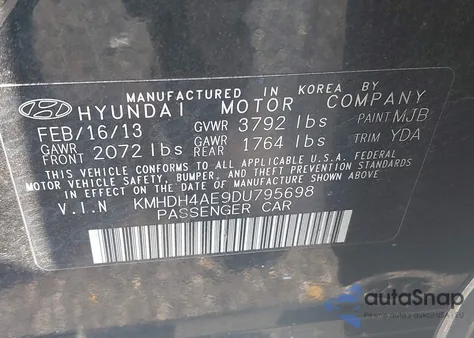 MANUFACTURED IN KOREA BY
HYUNDAI MOTOR COMPANY
FEB/16/13 GVWR 3792 lbs PAINT MJB
GAWR FRONT 2072 lbs GAWR REAR 1764 lbs TRIM YDA
THIS VEHICLE CONFORMS TO ALL APPLICABLE U.S.A. FEDERAL
MOTOR VEHICLE SAFETY, BUMPER, AND THEFT PREVENTION STANDARDS
IN EFFECT ON THE DATE OF MANUFACTURE SHOWN ABOVE.
V.I.N KMHDH4AE9DU795698
PASSENGER CAR
autoSnap